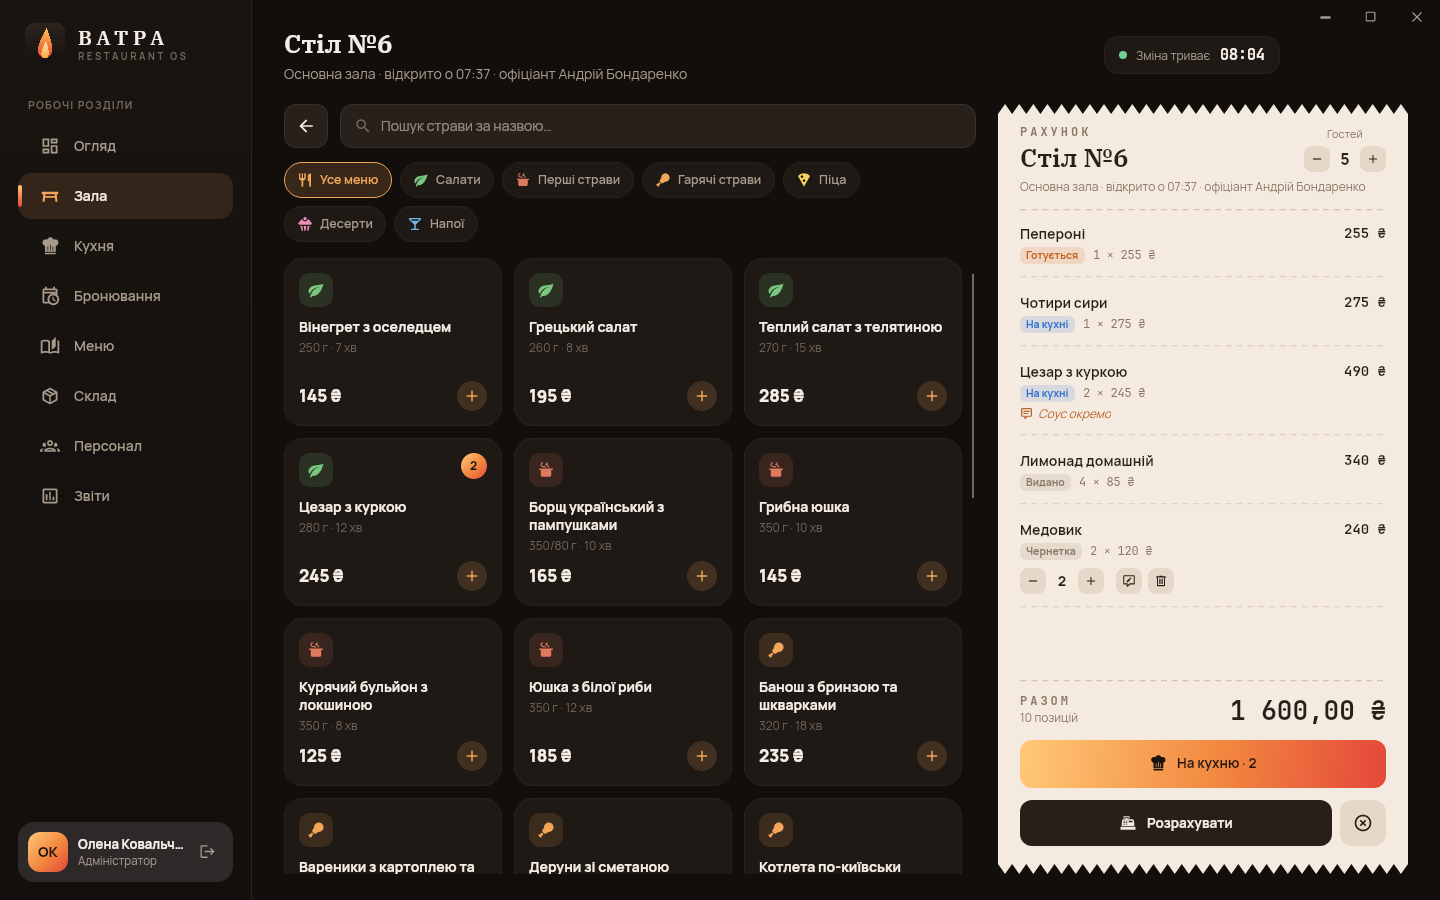 ВАТРА
RESTAURANT OS
РОБОЧІ РОЗДІЛИ
Огляд
Зала
Кухня
Бронювання
Меню
Склад
Персонал
Звіти
ОК
Олена Ковальч...
Адміністратор
Стіл №6
Основна зала · відкрито о 07:37 · офіціант Андрій Бондаренко
Зміна триває 08:04
Пошук страви за назвою...
Усе меню
Салати
Перші страви
Гарячі страви
Піца
Десерти
Напої
Вінегрет з оселедцем
250 г · 7 хв
145 ₴
Грецький салат
260 г · 8 хв
195 ₴
Теплий салат з телятиною
270 г · 15 хв
285 ₴
2
Цезар з куркою
280 г · 12 хв
245 ₴
Борщ український з
пампушками
350/80 г · 10 хв
165 ₴
Грибна юшка
350 г · 10 хв
145 ₴
Курячий бульйон з
локшиною
350 г · 8 хв
125 ₴
Юшка з білої риби
350 г · 12 хв
185 ₴
Банош з бринзою та
шкварками
320 г · 18 хв
235 ₴
Вареники з картоплею та
Деруни зі сметаною
Котлета по-київськи
РАХУНОК
Гостей
Стіл №6
5
Основна зала · відкрито о 07:37 · офіціант Андрій Бондаренко
Пепероні 255 ₴
Готується 1 × 255 ₴
Чотири сири 275 ₴
На кухні 1 × 275 ₴
Цезар з куркою 490 ₴
На кухні 2 × 245 ₴
Соус окремо
Лимонад домашній 340 ₴
Видано 4 × 85 ₴
Медовик 240 ₴
Чернетка 2 × 120 ₴
2
РАЗОМ
10 позицій
1 600,00 ₴
На кухню · 2
Розрахувати